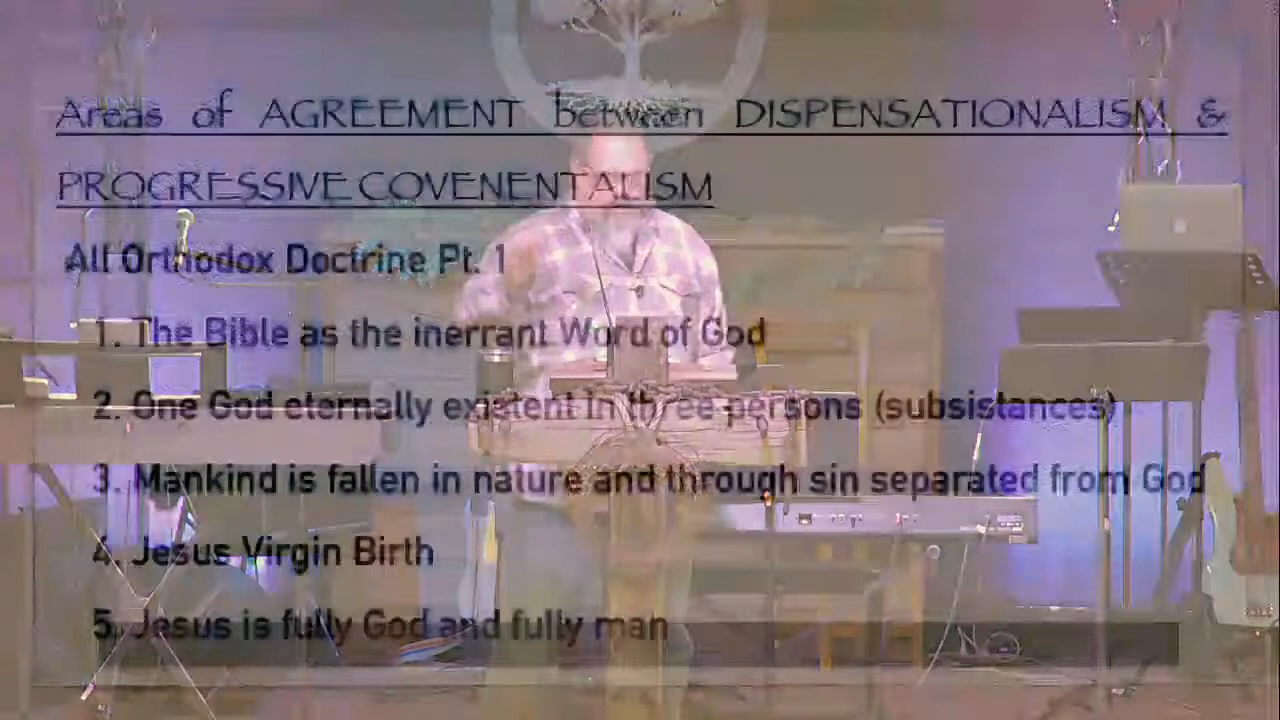 Areas of AGREEMENT between DISPENSATIONALISM &
PROGRESSIVE COVENENTALISM
All Orthodox Doctrine Pt. 1
1. The Bible as the inerrant Word of God
2. One God eternally existent in three persons (subsistances)
3. Mankind is fallen in nature and through sin separated from God
4. Jesus Virgin Birth
5. Jesus is fully God and fully man